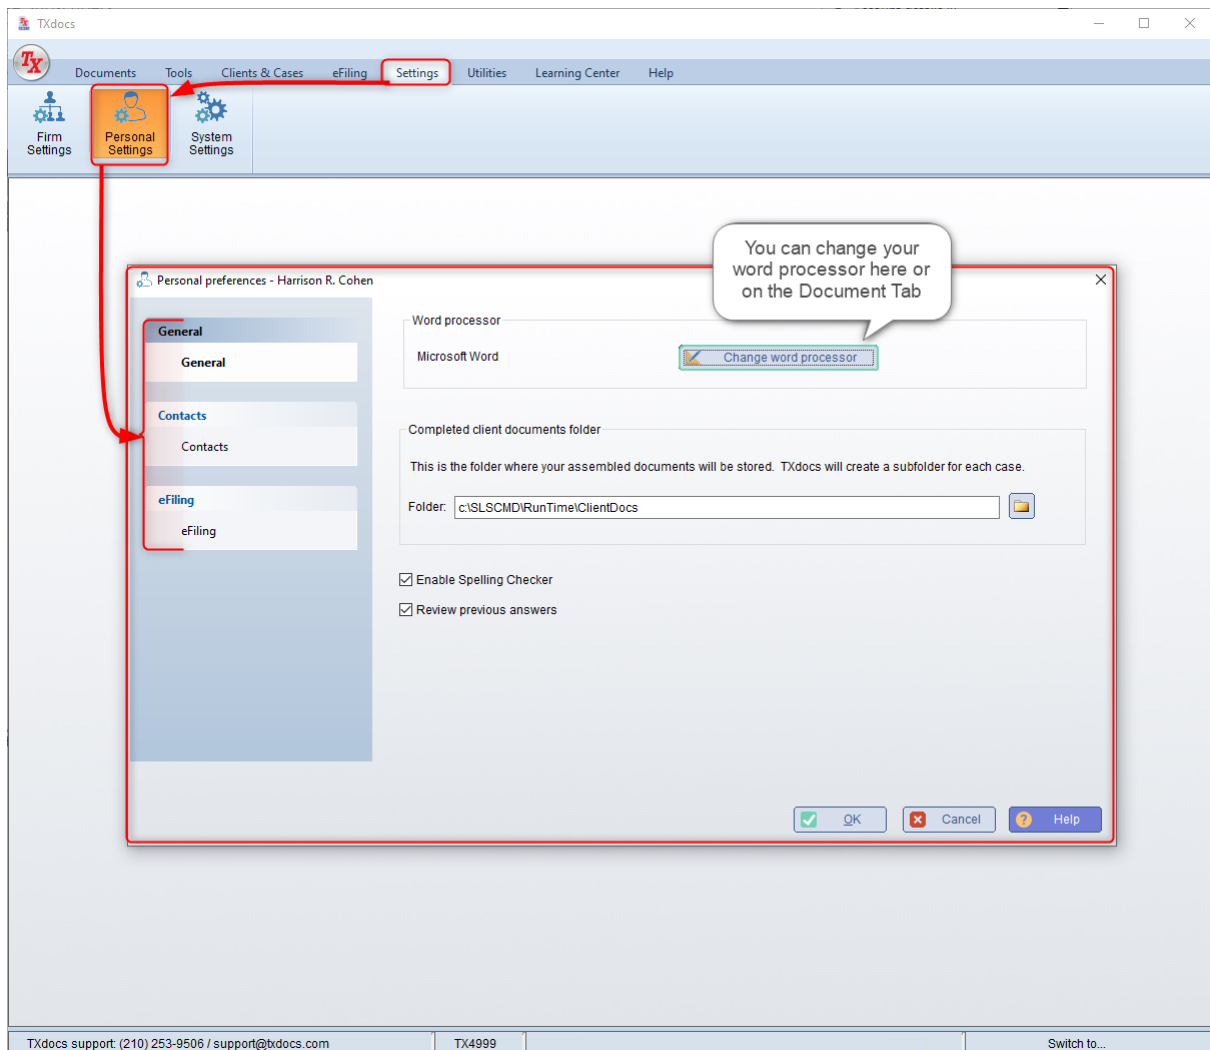 TXdocs
TX
Documents Tools Clients & Cases eFiling Settings Utilities Learning Center Help
Firm
Settings
Personal
Settings
System
Settings
You can change your
word processor here or
on the Document Tab
Personal preferences - Harrison R. Cohen
General
General
Contacts
Contacts
eFiling
eFiling
Word processor
Microsoft Word
Change word processor
Completed client documents folder
This is the folder where your assembled documents will be stored. TXdocs will create a subfolder for each case.
Folder: c:\SLSCMD\RunTime\ClientDocs
Enable Spelling Checker
Review previous answers
OK Cancel Help
TXdocs support: (210) 253-9506 / support@txdocs.com TX4999 Switch to...